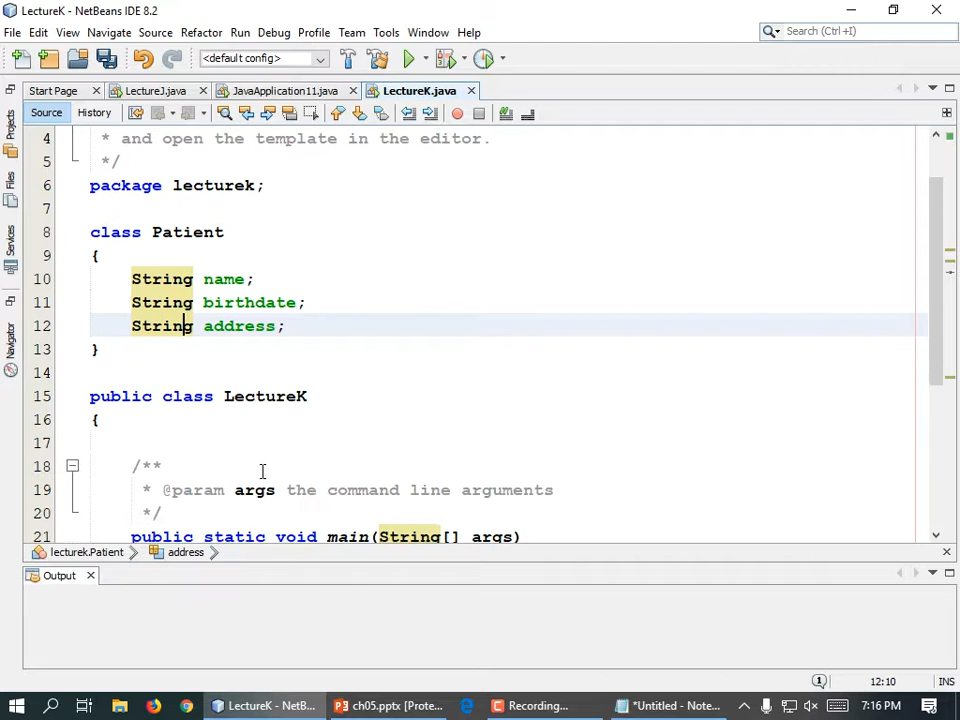 LectureK - NetBeans IDE 8.2
File Edit View Navigate Source Refactor Run Debug Profile Team Tools Window Help
Search (Ctrl+I)
<default config>
Start Page LectureJ.java JavaApplication11.java LectureK.java
Source History
4 * and open the template in the editor.
5 */
6 package lecturek;
7
8 class Patient
9 {
10 String name;
11 String birthdate;
12 String address;
13 }
14
15 public class LectureK
16 {
17
18 /**
19 * @param args the command line arguments
20 */
21 public static void main(String[] args)
Projects
Files
Services
Navigator
lecturek.Patient address
Output
1 12:10 INS
LectureK - NetB... ch05.pptx [Prote... Recording... *Untitled - Note... 7:16 PM